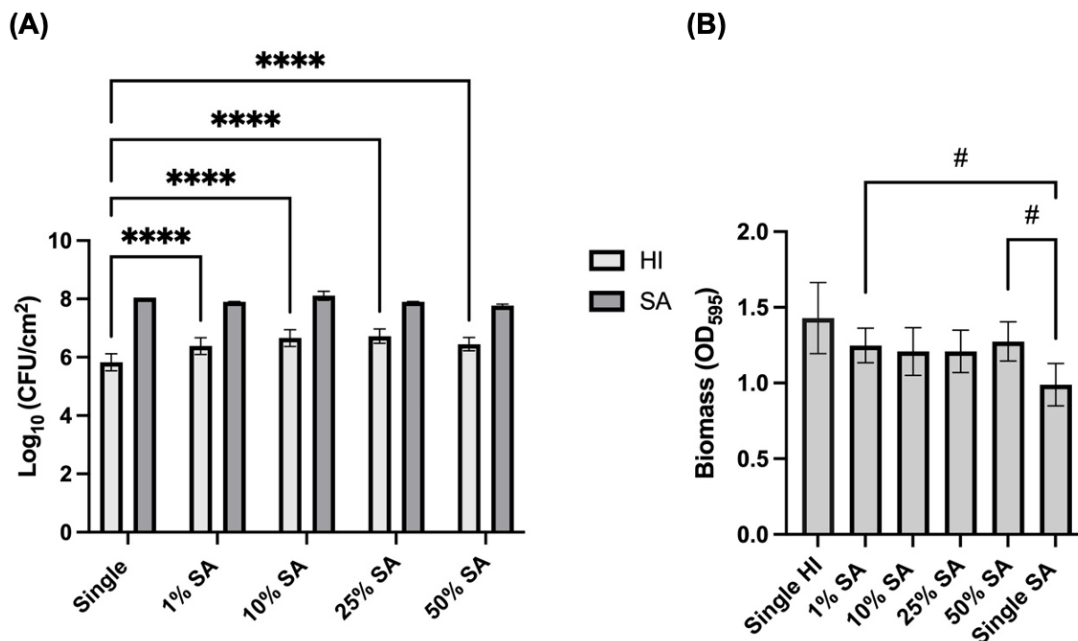 (A)
****
****
****
****
Log10 (CFU/cm2)
10
8
6
4
2
0
Single
1% SA
10% SA
25% SA
50% SA
HI
SA
(B)
#
#
Biomass (OD595)
2.0
1.5
1.0
0.5
0.0
Single HI
1% SA
10% SA
25% SA
50% SA
Single SA